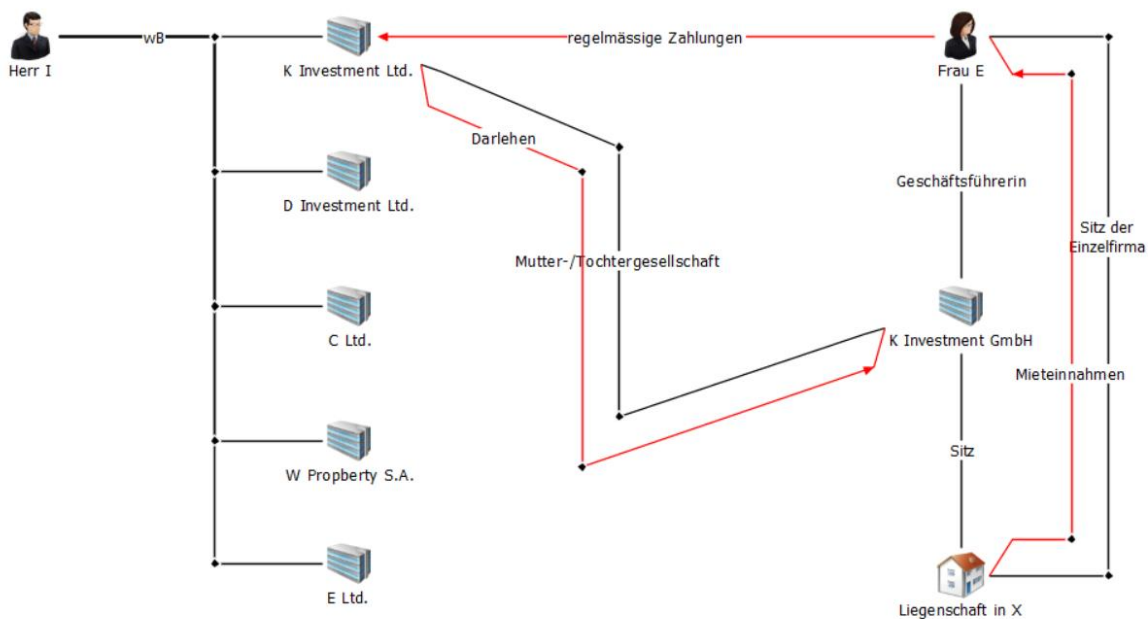 wB
regelmässige Zahlungen
Herr I
K Investment Ltd.
Frau E
Darlehen
Geschäftsführerin
D Investment Ltd.
Sitz der
Einzelfirma
Mutter-/Tochtergesellschaft
C Ltd.
K Investment GmbH
Mieteinnahmen
Sitz
W Propberty S.A.
E Ltd.
Liegenschaft in X